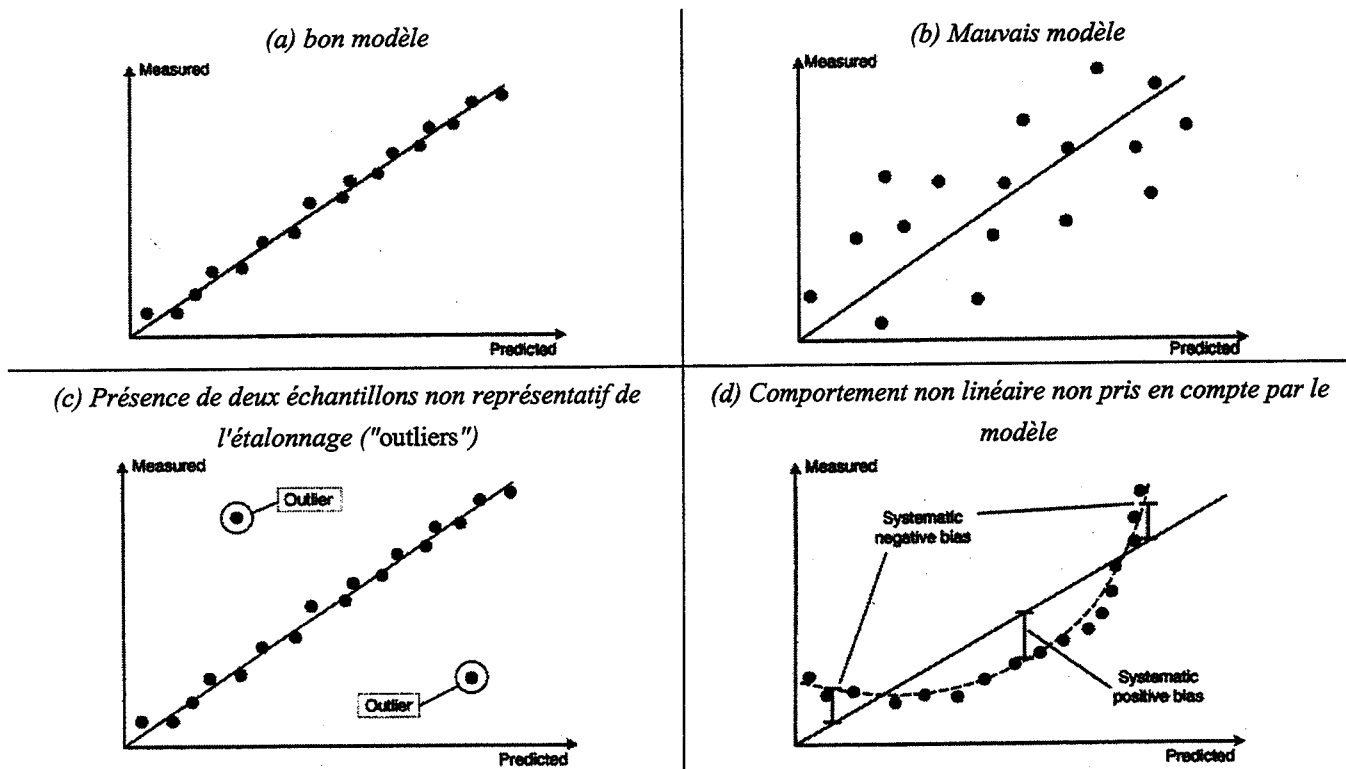 (a) bon modèle
Measured
Predicted
(b) Mauvais modèle
Measured
Predicted
(c) Présence de deux échantillons non représentatif de
l'étalonnage ("outliers")
Measured
Outlier
Outlier
Predicted
(d) Comportement non linéaire non pris en compte par le
modèle
Measured
Systematic
negative bias
Systematic
positive bias
Predicted